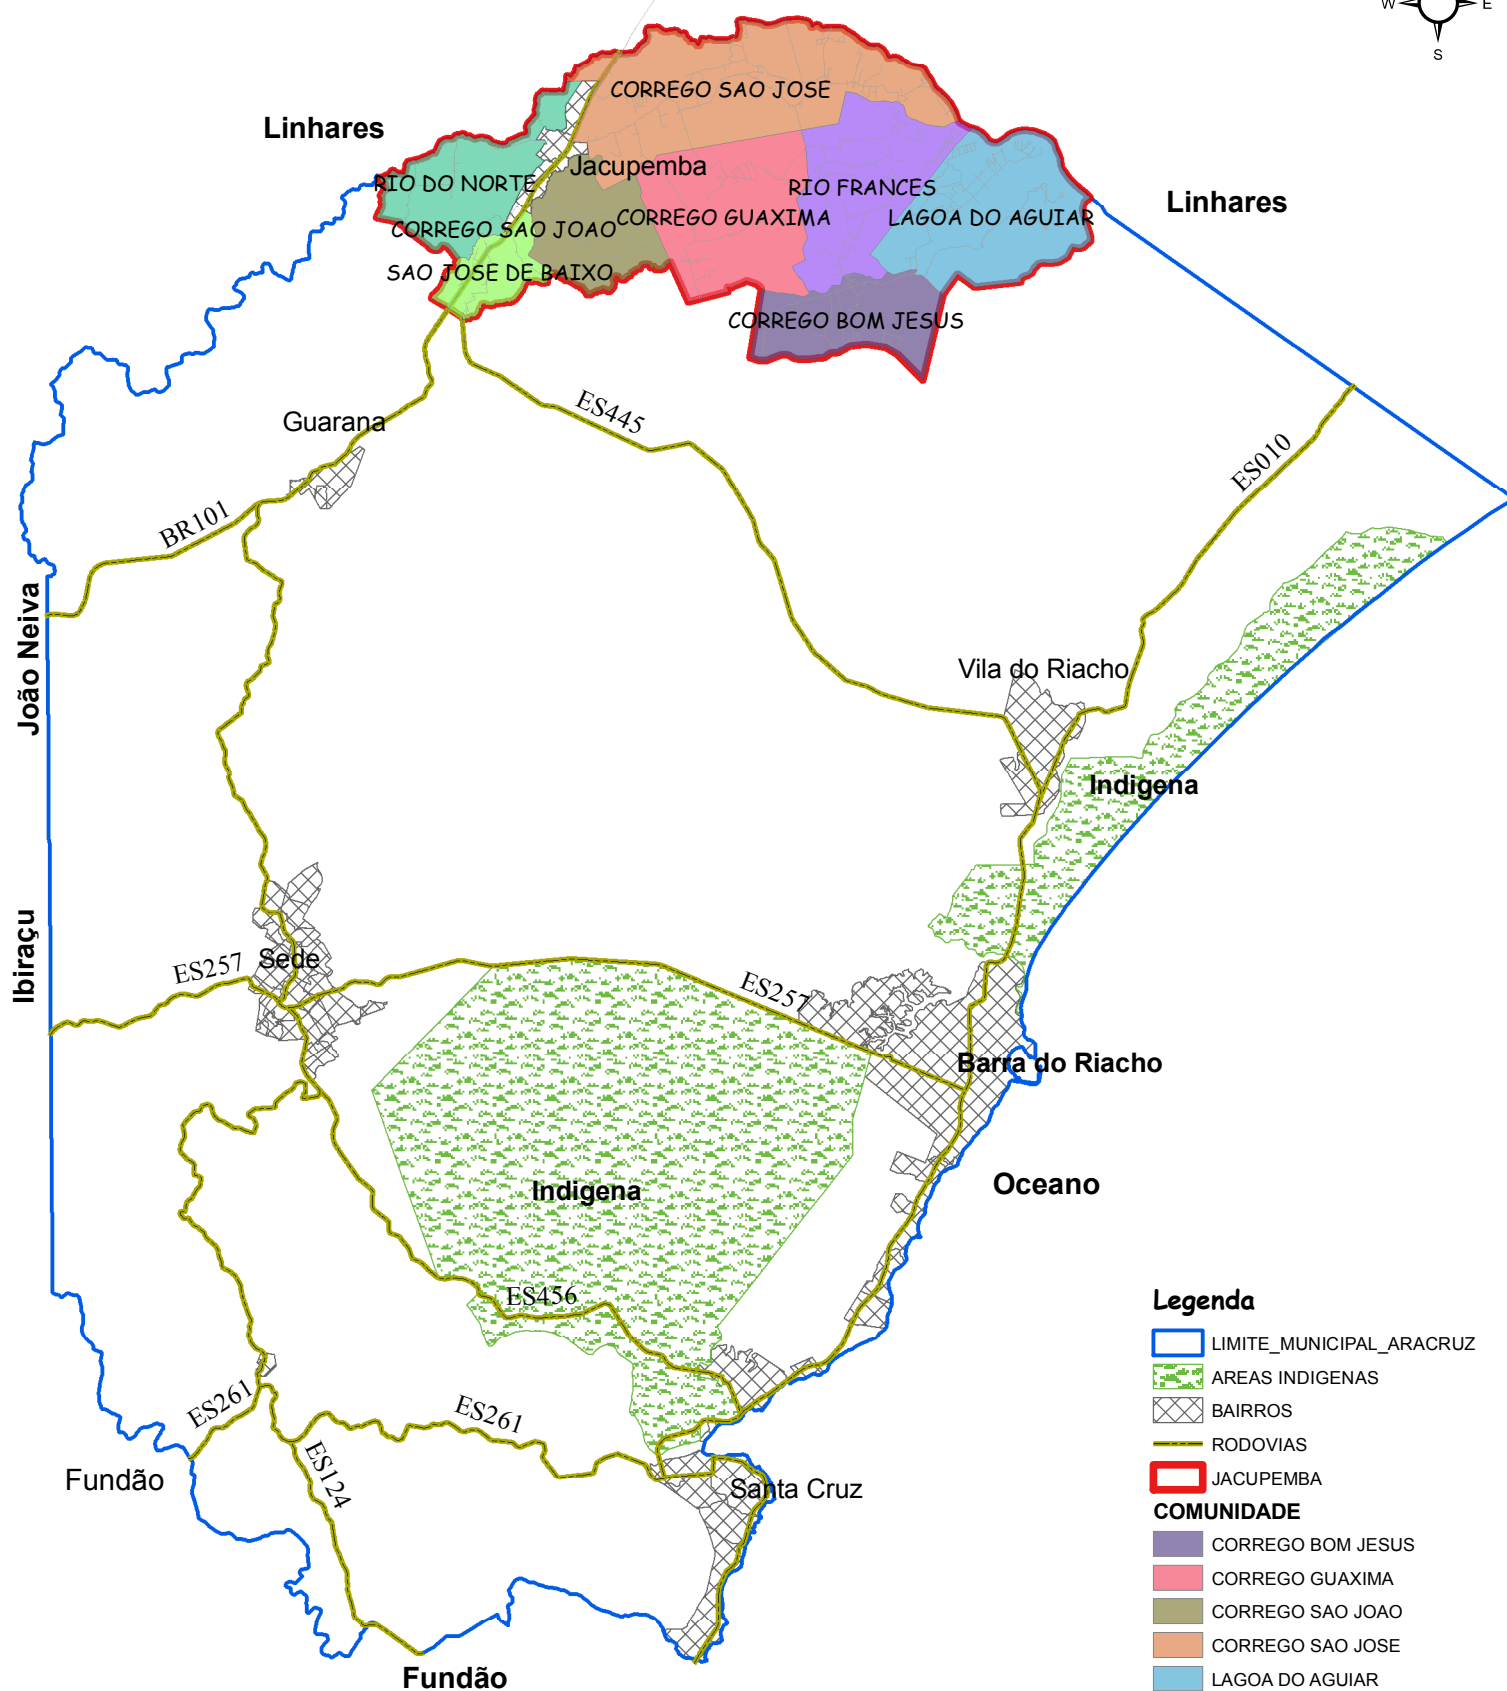 W
E
S
CORREGO SAO JOSE
Linhares
Jacupemba
RIO DO NORTE
RIO FRANCES
Linhares
CORREGO GUAXIMA
LAGOA DO AGUIAR
CORREGO SAO JOAO
SAO JOSE DE BAIXO
CORREGO BOM JESUS
ES445
Guarana
ES010
BR101
João Neiva
Vila do Riacho
Indigena
Ibiraçu
Sede
ES257
ES257
Barra do Riacho
Oceano
Indigena
ES456
ES261
ES261
ES124
Fundão
Santa Cruz
Fundão
Legenda
LIMITE_MUNICIPAL_ARACRUZ
AREAS INDIGENAS
BAIRROS
RODOVIAS
JACUPEMBA
COMUNIDADE
CORREGO BOM JESUS
CORREGO GUAXIMA
CORREGO SAO JOAO
CORREGO SAO JOSE
LAGOA DO AGUIAR